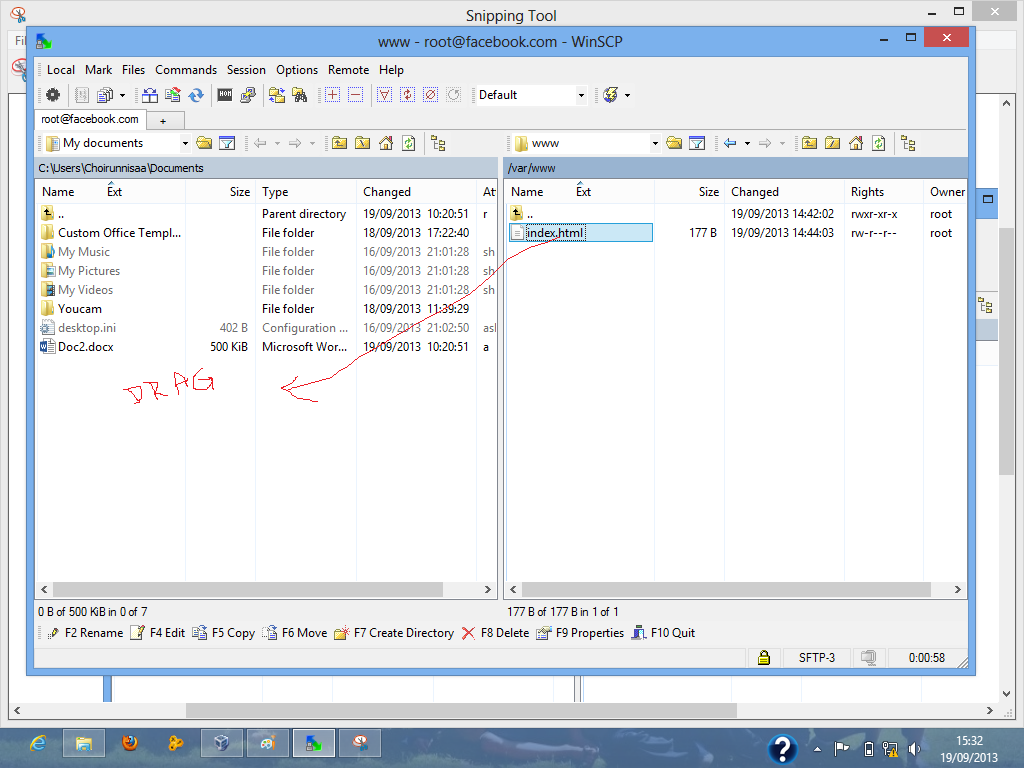 Snipping Tool
Fil
www - root@facebook.com - WinSCP
Local Mark Files Commands Session Options Remote Help
Default
root@facebook.com +
My documents
www
C:\Users\Choirunnisaa\Documents
/var/www
Name Ext Size Type Changed At
Name Ext Size Changed Rights Owner
.. Parent directory 19/09/2013 10:20:51 r
.. 19/09/2013 14:42:02 rwxr-xr-x root
Custom Office Templ... File folder 18/09/2013 17:22:40
index.html 177 B 19/09/2013 14:44:03 rw-r--r-- root
My Music File folder 16/09/2013 21:01:28 sh
My Pictures File folder 16/09/2013 21:01:28 sh
My Videos File folder 16/09/2013 21:01:28 sh
Youcam File folder 18/09/2013 11:39:29
desktop.ini 402 B Configuration ... 16/09/2013 21:02:50 asl
Doc2.docx 500 KiB Microsoft Wor... 19/09/2013 10:20:51 a
DRAG
0 B of 500 KiB in 0 of 7
177 B of 177 B in 1 of 1
F2 Rename F4 Edit F5 Copy F6 Move F7 Create Directory F8 Delete F9 Properties F10 Quit
SFTP-3 0:00:58
15:32
19/09/2013